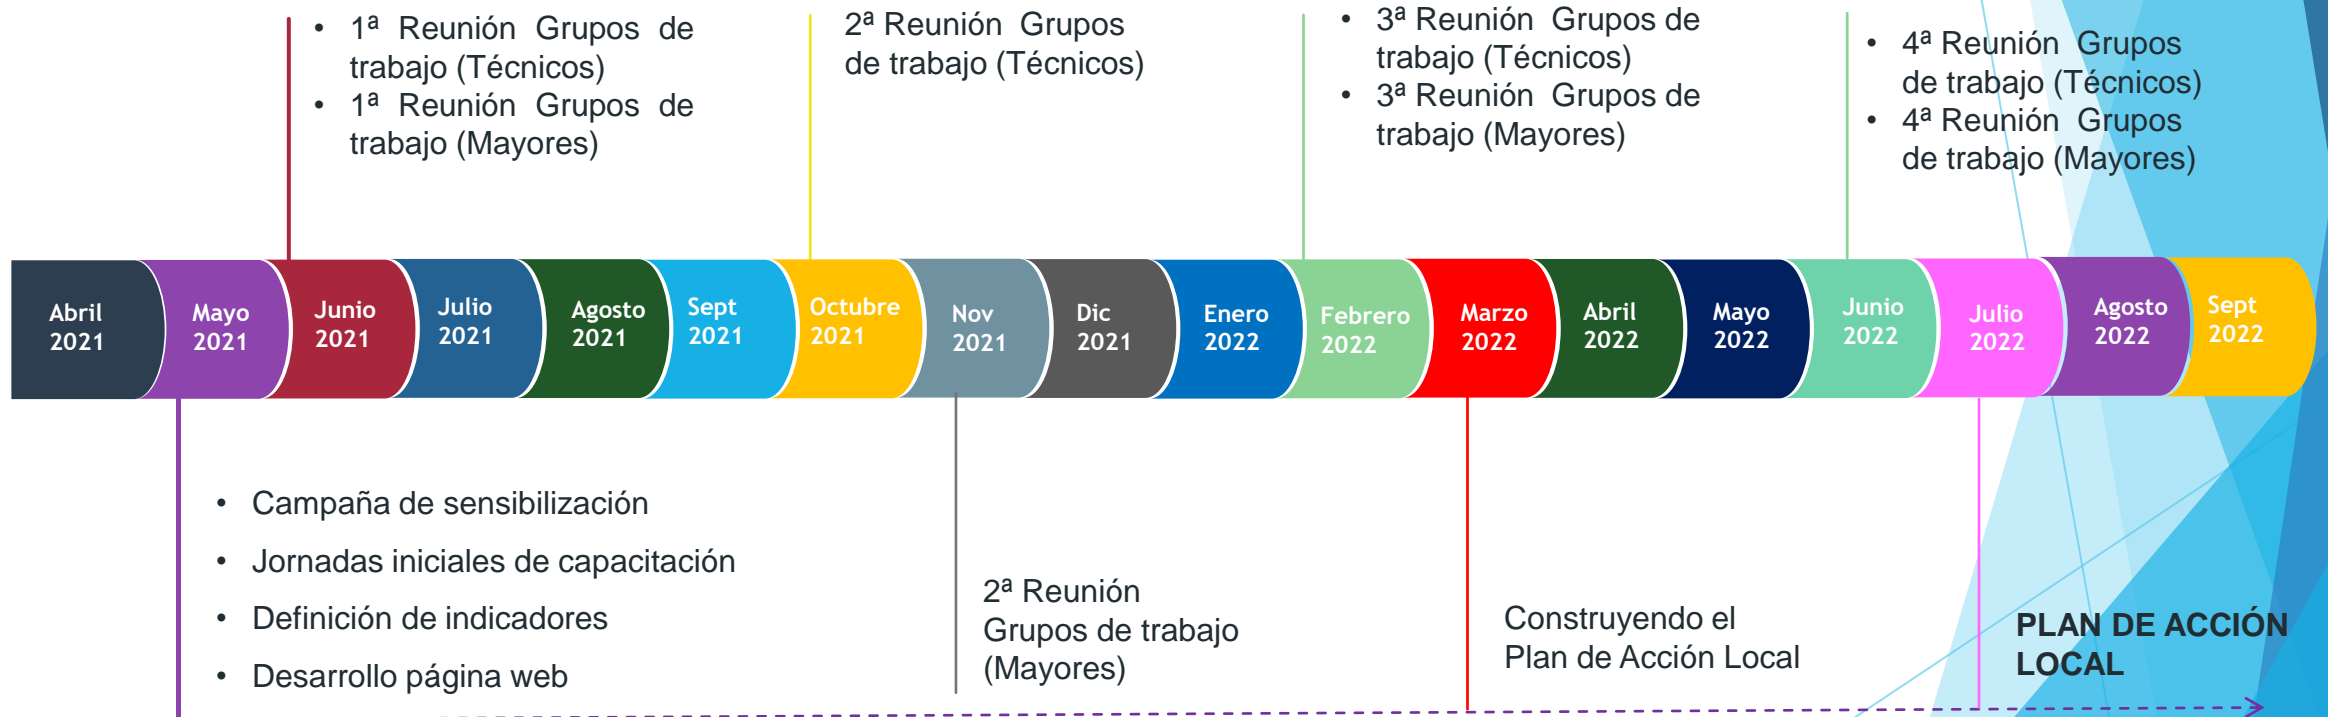 • 1ª Reunión Grupos de
trabajo (Técnicos)
• 1ª Reunión Grupos de
trabajo (Mayores)
2ª Reunión Grupos
de trabajo (Técnicos)
• 3ª Reunión Grupos de
trabajo (Técnicos)
• 3ª Reunión Grupos de
trabajo (Mayores)
• 4ª Reunión Grupos
de trabajo (Técnicos)
• 4ª Reunión Grupos
de trabajo (Mayores)
Abril
2021
Mayo
2021
Junio
2021
Julio
2021
Agosto
2021
Sept
2021
Octubre
2021
Nov
2021
Dic
2021
Enero
2022
Febrero
2022
Marzo
2022
Abril
2022
Mayo
2022
Junio
2022
Julio
2022
Agosto
2022
Sept
2022
• Campaña de sensibilización
• Jornadas iniciales de capacitación
• Definición de indicadores
• Desarrollo página web
2ª Reunión
Grupos de trabajo
(Mayores)
Construyendo el
Plan de Acción Local
PLAN DE ACCIÓN
LOCAL